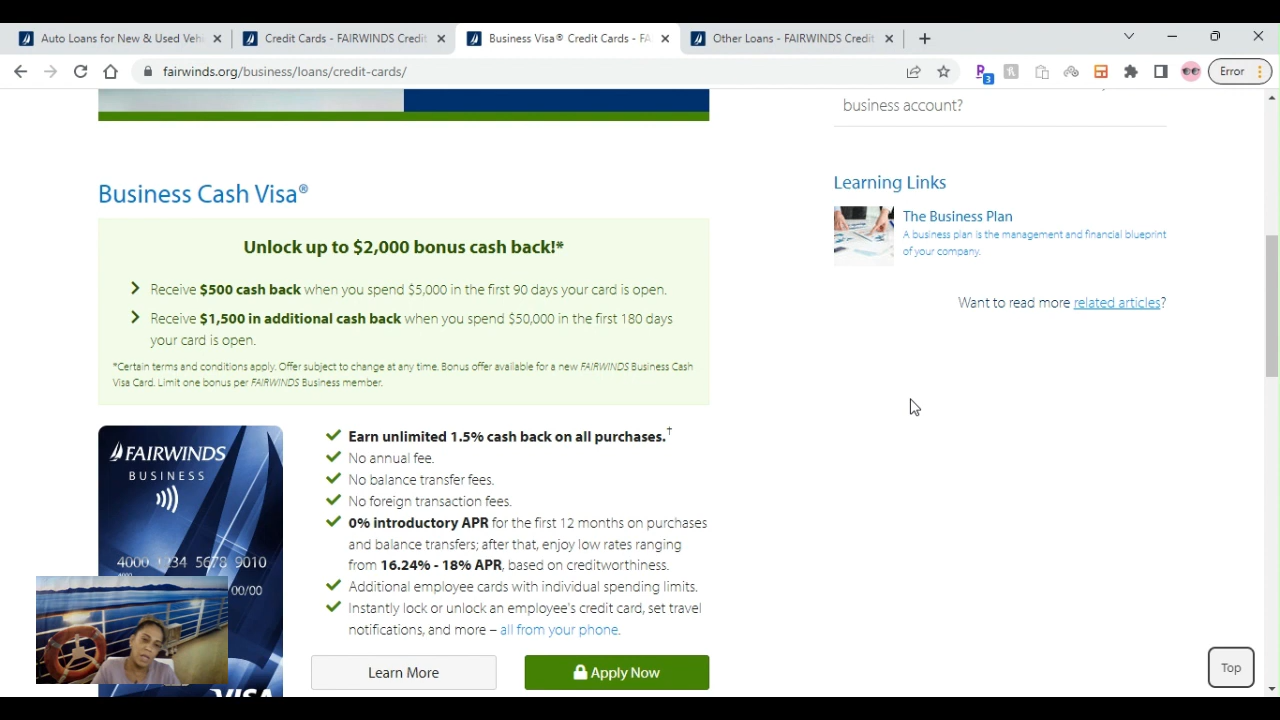 Auto Loans for New & Used Veh
Credit Cards - FAIRWINDS Credit
Business Visa® Credit Cards - FA
Other Loans - FAIRWINDS Credit
fairwinds.org/business/loans/credit-cards/
3
Error
business account?
Business Cash Visa®
Unlock up to $2,000 bonus cash back!*
Receive $500 cash back when you spend $5,000 in the first 90 days your card is open.
Receive $1,500 in additional cash back when you spend $50,000 in the first 180 days
your card is open.
*Certain terms and conditions apply. Offer subject to change at any time. Bonus offer available for a new FAIRWINDS Business Cash
Visa Card. Limit one bonus per FAIRWINDS Business member.
Learning Links
The Business Plan
A business plan is the management and financial blueprint
of your company.
Want to read more related articles?
FAIRWINDS
BUSINESS
4000 1234 5678 9010
4000
00/00
VISA
Earn unlimited 1.5% cash back on all purchases.†
No annual fee.
No balance transfer fees.
No foreign transaction fees.
0% introductory APR for the first 12 months on purchases
and balance transfers; after that, enjoy low rates ranging
from 16.24% - 18% APR, based on creditworthiness.
Additional employee cards with individual spending limits.
Instantly lock or unlock an employee's credit card, set travel
notifications, and more – all from your phone.
Learn More
Apply Now
Top